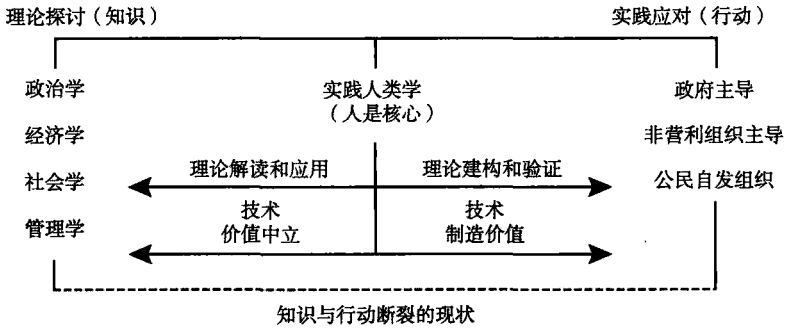 理论探讨（知识）
实践应对（行动）
政治学
经济学
社会学
管理学
实践人类学
（人是核心）
理论解读和应用
理论建构和验证
技术
价值中立
技术
制造价值
政府主导
非营利组织主导
公民自发组织
知识与行动断裂的现状